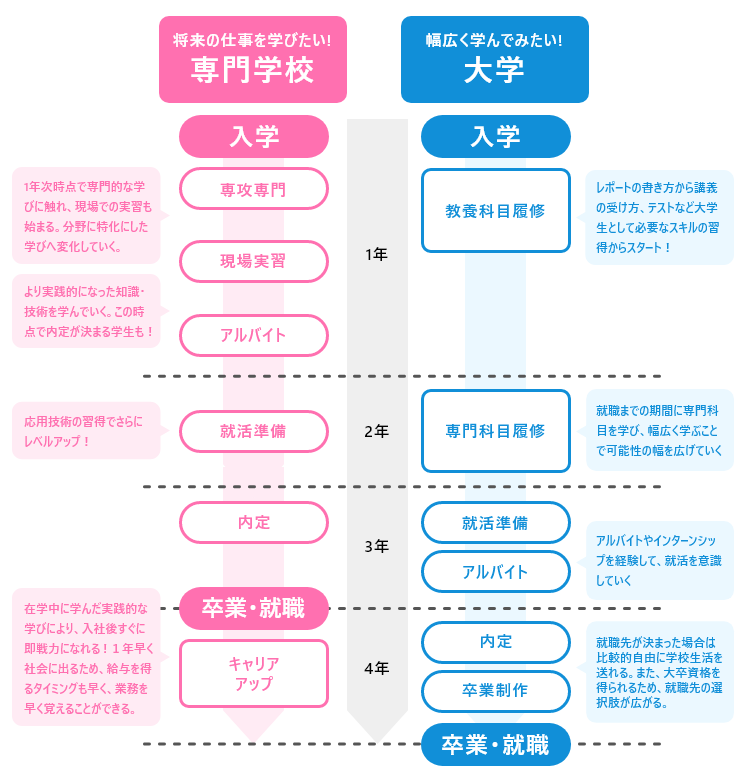 将来の仕事を学びたい!
専門学校
入学
1年次時点で専門的な学
びに触れ、現場での実習も
始まる。分野に特化にした
学びへ変化していく。
専攻専門
現場実習
より実践的になった知識・
技術を学んでいく。この時
点で内定が決まる学生も！
アルバイト
応用技術の習得でさらに
レベルアップ！
就活準備
内定
卒業・就職
在学中に学んだ実践的な
学びにより、入社後すぐに
即戦力になれる！１年早く
社会に出るため、給与を得
るタイミングも早く、業務を
早く覚えることができる。
キャリア
アップ
1年
2年
3年
4年
幅広く学んでみたい!
大学
入学
教養科目履修
レポートの書き方から講義
の受け方、テストなど大学
生として必要なスキルの習
得からスタート！
専門科目履修
就職までの期間に専門科
目を学び、幅広く学ぶこと
で可能性の幅を広げていく
就活準備
アルバイト
アルバイトやインターンシッ
プを経験して、就活を意識
していく
内定
卒業制作
就職先が決まった場合は
比較的自由に学校生活を
送れる。また、大卒資格を
得られるため、就職先の選
択肢が広がる。
卒業・就職